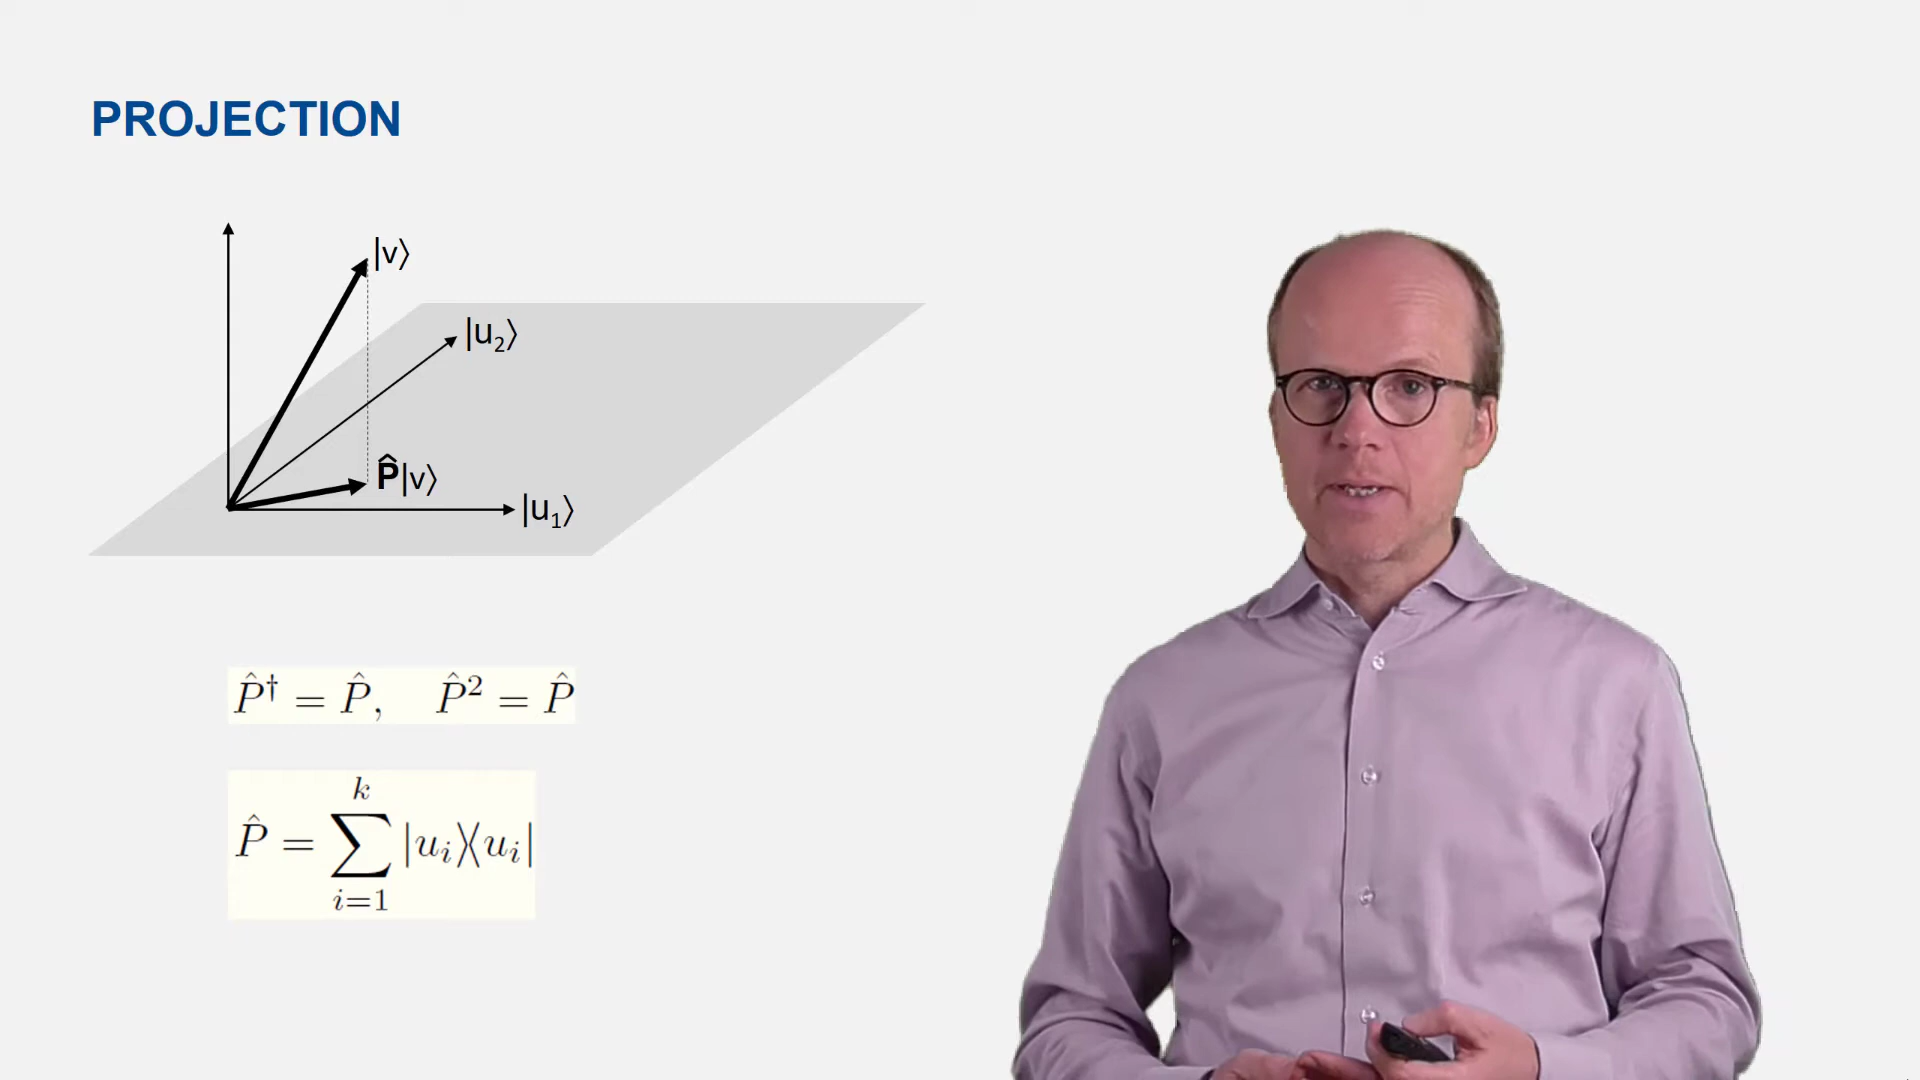 PROJECTION
|v⟩
|u₂⟩
P̂|v⟩
|u₁⟩
P̂† = P̂, P̂² = P̂
k
P̂ = ∑ |uᵢ⟩⟨uᵢ|
i=1